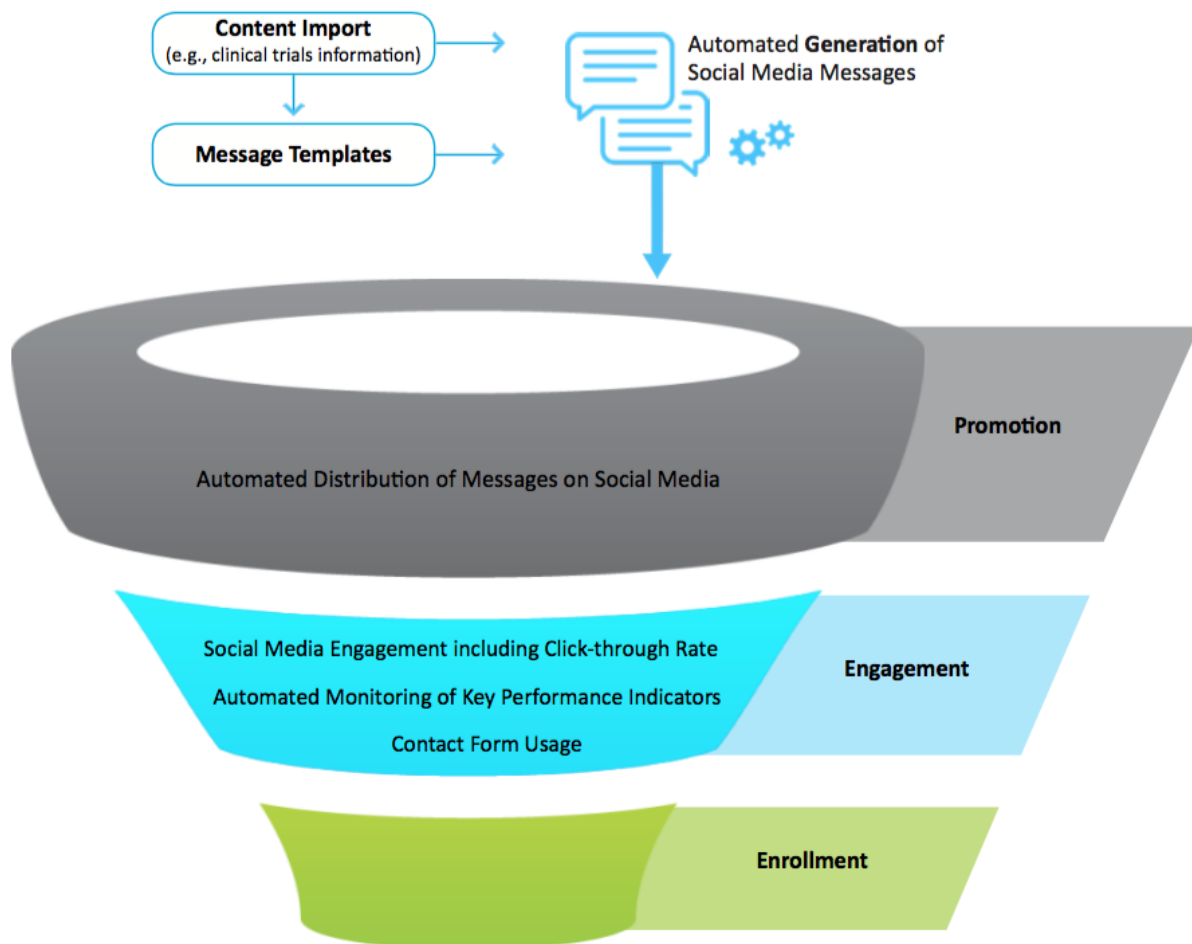 Content Import
(e.g., clinical trials information)
Automated Generation of
Social Media Messages
Message Templates
Promotion
Automated Distribution of Messages on Social Media
Social Media Engagement including Click-through Rate
Engagement
Automated Monitoring of Key Performance Indicators
Contact Form Usage
Enrollment